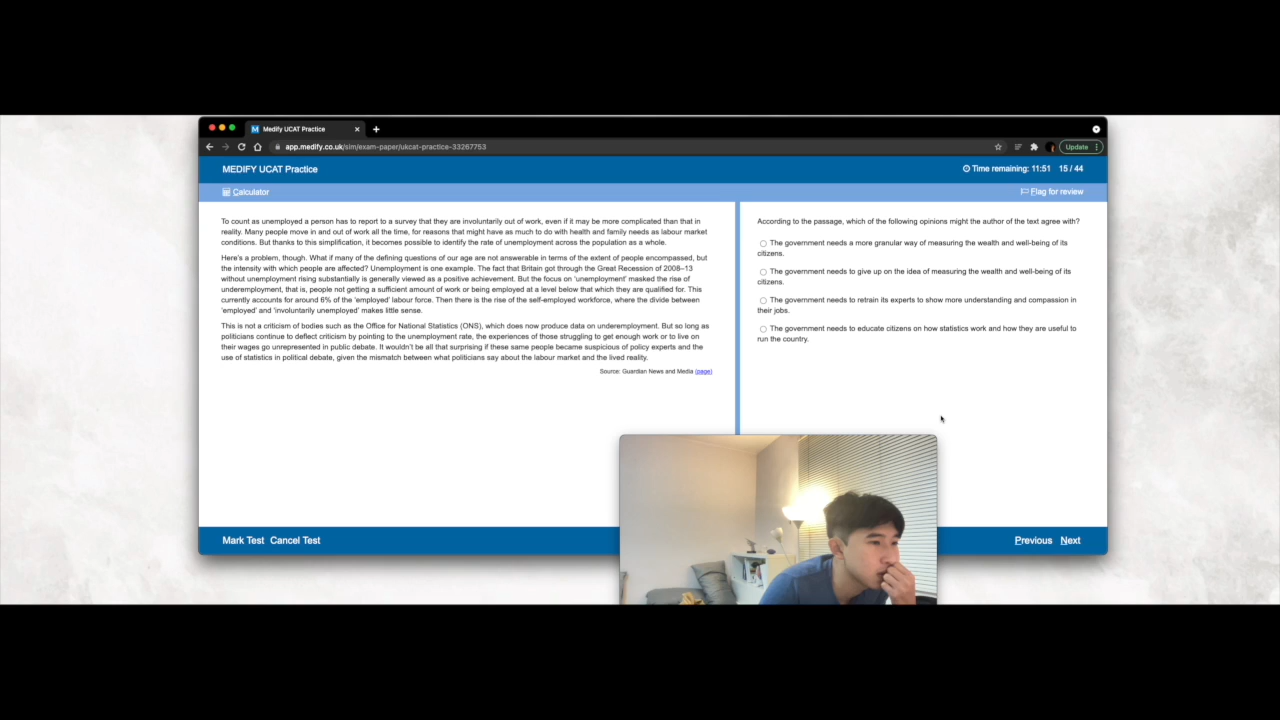 Medify UCAT Practice
app.medify.co.uk/sim/exam-paper/ukcat-practice-33267753
Update
MEDIFY UCAT Practice
Time remaining: 11:51 15 / 44
Calculator
Flag for review
To count as unemployed a person has to report to a survey that they are involuntarily out of work, even if it may be more complicated than that in
reality. Many people move in and out of work all the time, for reasons that might have as much to do with health and family needs as labour market
conditions. But thanks to this simplification, it becomes possible to identify the rate of unemployment across the population as a whole.
Here's a problem, though. What if many of the defining questions of our age are not answerable in terms of the extent of people encompassed, but
the intensity with which people are affected? Unemployment is one example. The fact that Britain got through the Great Recession of 2008–13
without unemployment rising substantially is generally viewed as a positive achievement. But the focus on 'unemployment' masked the rise of
underemployment, that is, people not getting a sufficient amount of work or being employed at a level below that which they are qualified for. This
currently accounts for around 6% of the 'employed' labour force. Then there is the rise of the self-employed workforce, where the divide between
'employed' and 'involuntarily unemployed' makes little sense.
This is not a criticism of bodies such as the Office for National Statistics (ONS), which does now produce data on underemployment. But so long as
politicians continue to deflect criticism by pointing to the unemployment rate, the experiences of those struggling to get enough work or to live on
their wages go unrepresented in public debate. It wouldn't be all that surprising if these same people became suspicious of policy experts and the
use of statistics in political debate, given the mismatch between what politicians say about the labour market and the lived reality.
Source: Guardian News and Media (page)
According to the passage, which of the following opinions might the author of the text agree with?
The government needs a more granular way of measuring the wealth and well-being of its
citizens.
The government needs to give up on the idea of measuring the wealth and well-being of its
citizens.
The government needs to retrain its experts to show more understanding and compassion in
their jobs.
The government needs to educate citizens on how statistics work and how they are useful to
run the country.
Mark Test Cancel Test
Previous Next